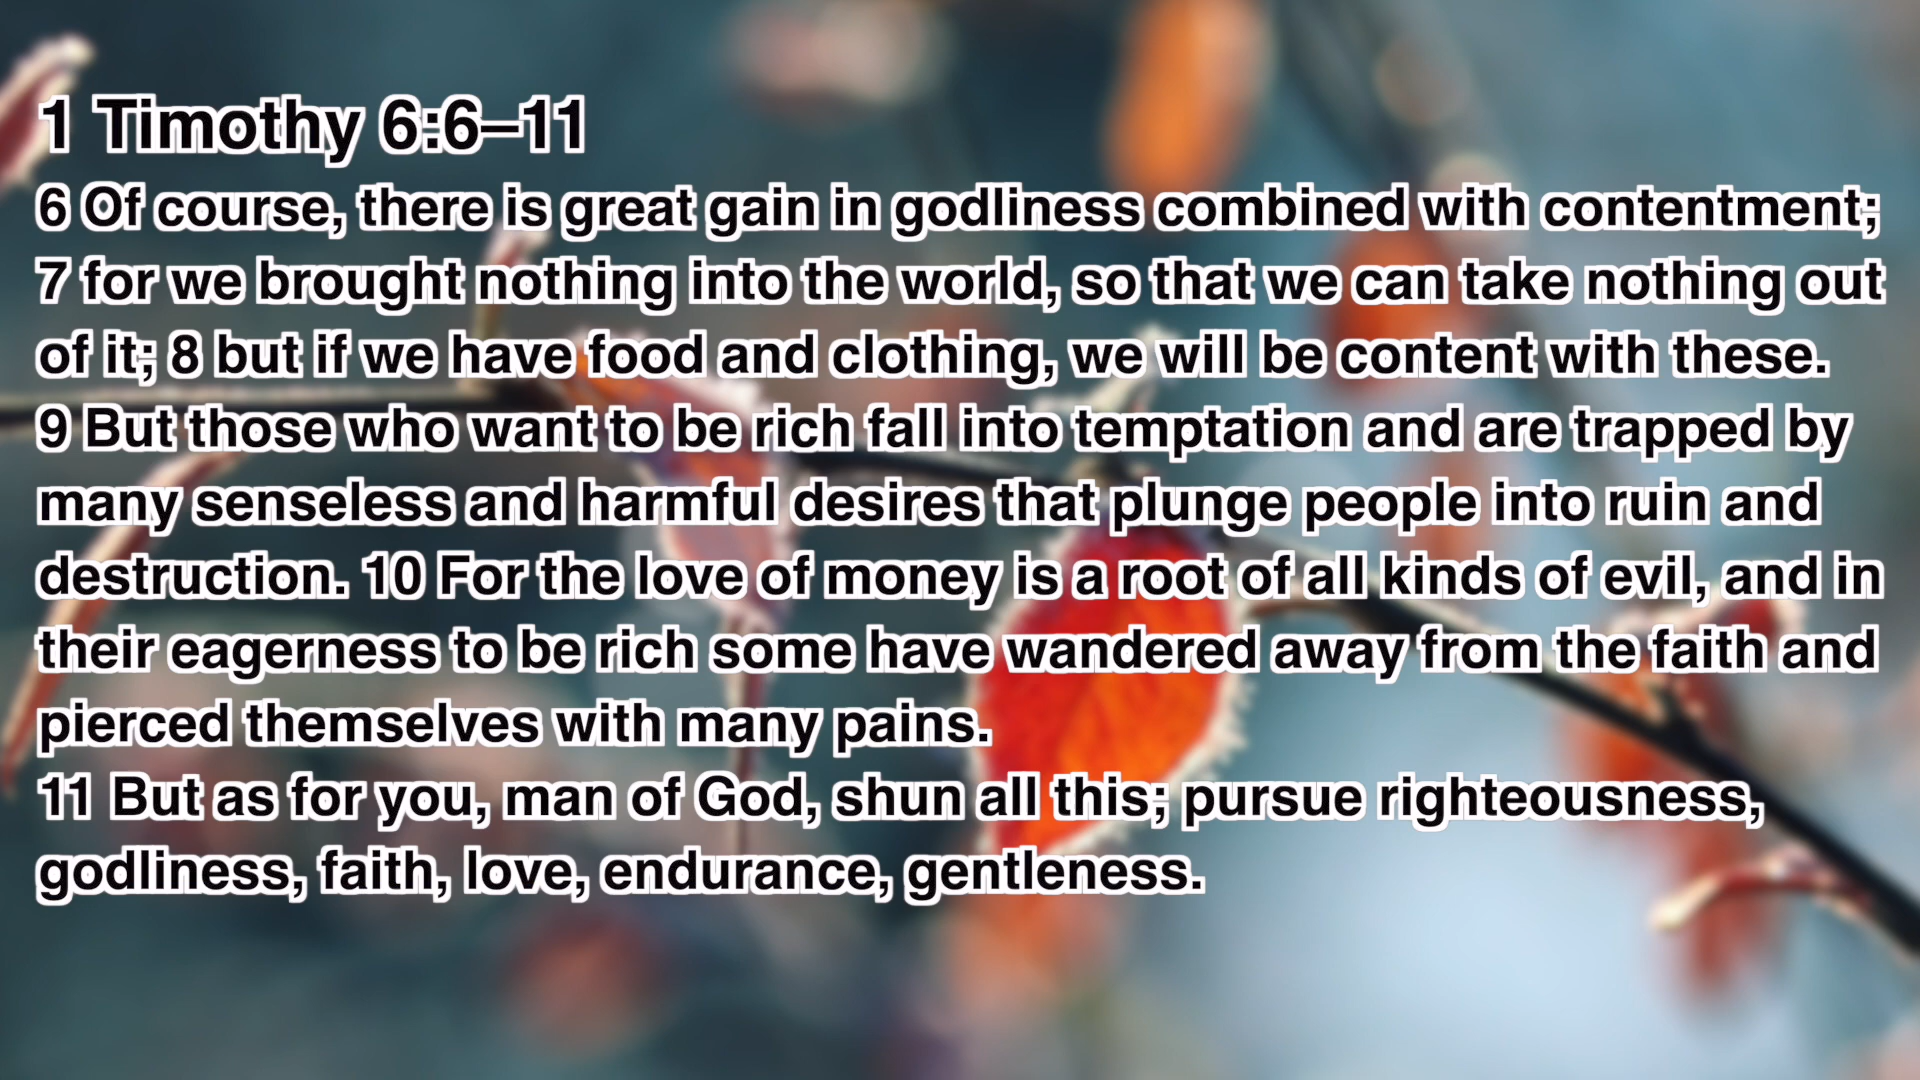 1 Timothy 6:6–11
6 Of course, there is great gain in godliness combined with contentment;
7 for we brought nothing into the world, so that we can take nothing out
of it; 8 but if we have food and clothing, we will be content with these.
9 But those who want to be rich fall into temptation and are trapped by
many senseless and harmful desires that plunge people into ruin and
destruction. 10 For the love of money is a root of all kinds of evil, and in
their eagerness to be rich some have wandered away from the faith and
pierced themselves with many pains.
11 But as for you, man of God, shun all this; pursue righteousness,
godliness, faith, love, endurance, gentleness.